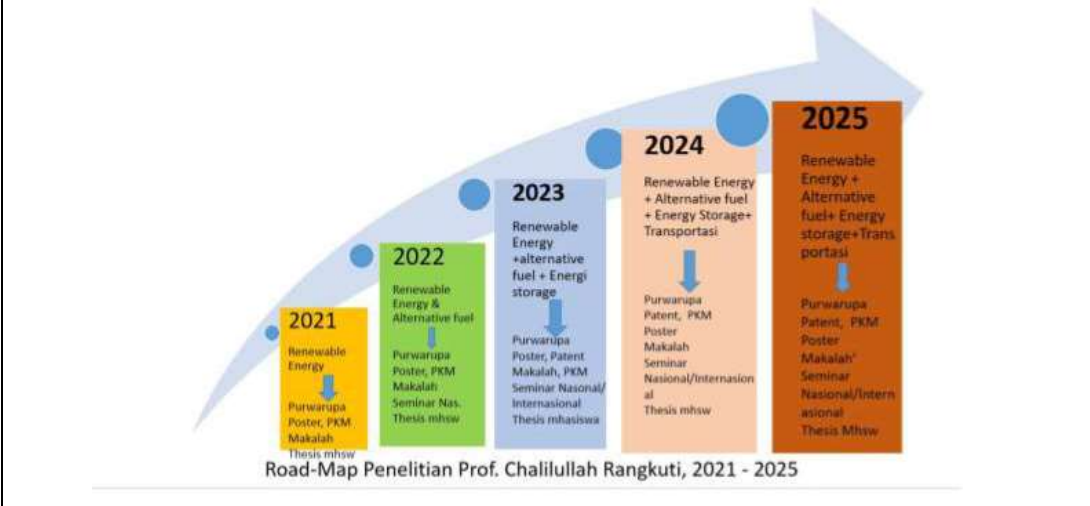 2021
Renewable
Energy
Purwarupa
Poster, PKM
Makalah
Thesis mhsw
2022
Renewable
Energy &
Alternative fuel
Purwarupa
Poster, PKM
Makalah
Seminar Nas.
Thesis mhsw
2023
Renewable
Energy
+alternative
fuel + Energi
storage
Purwarupa
Poster, Patent
Makalah, PKM
Seminar Nasonal/
Internasional
Thesis mhasiswa
2024
Renewable Energy
+ Alternative fuel
+ Energy Storage+
Transportasi
Purwarupa
Patent, PKM
Poster
Makalah
Seminar
Nasional/Internasion
al
Thesis mhsw
2025
Renewable
Energy +
Alternative
fuel+ Energy
storage+Trans
portasi
Purwarupa
Patent, PKM
Poster
Makalah'
Seminar
Nasional/Intern
asional
Thesis Mhsw
Road-Map Penelitian Prof. Chalilullah Rangkuti, 2021 - 2025